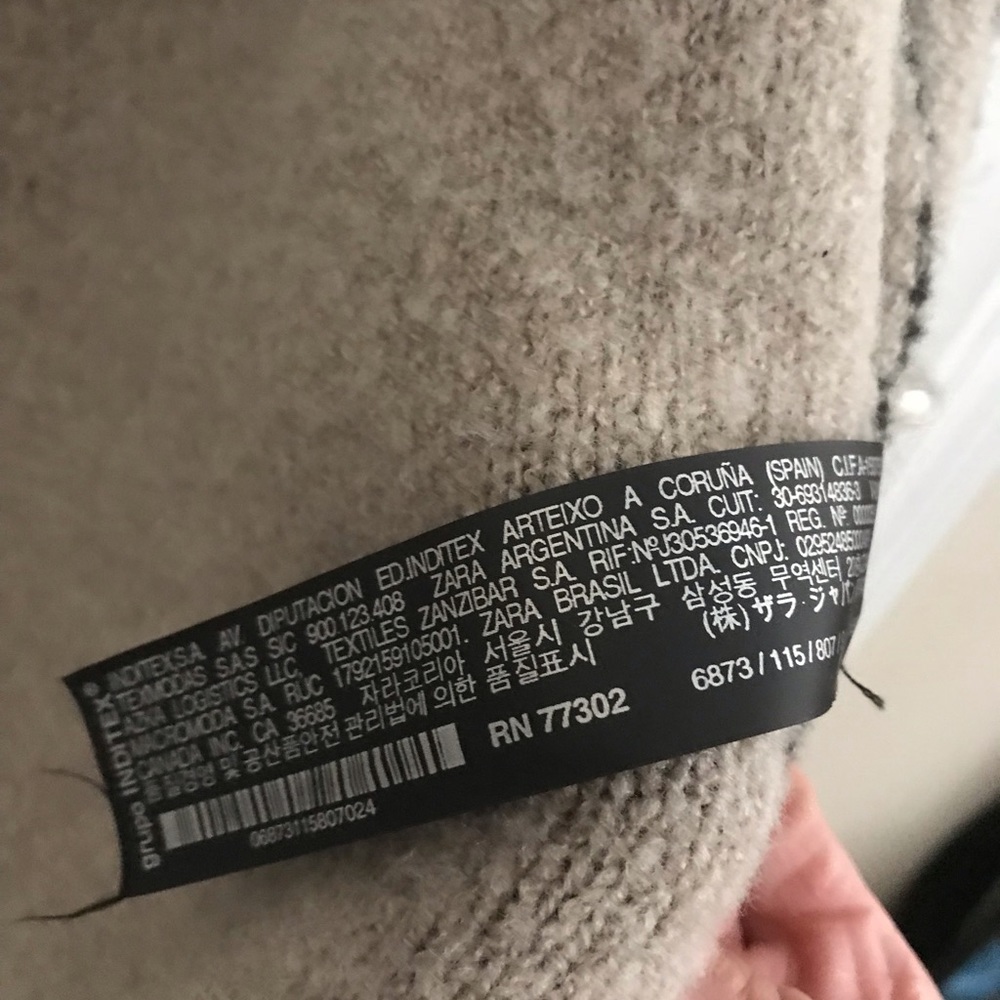 grupo INDITEX
INDITEX,S.A. AV. DIPUTACION ED.INDITEX ARTEIXO A CORUÑA (SPAIN) C.I.F.
TEXMODAS SAS SIC 900.123.408 ZARA ARGENTINA S.A. CUIT: 30-69314836-3
AZKA LOGISTICS LLC, TEXTILES ZANZIBAR S.A. RIF:NºJ30536946-1 REG. Nº:
MACROMODA S.A. RUC 1792159105001. ZARA BRASIL LTDA. CNPJ:
CANADA INC. CA 36685 자라코리아, 서울시 강남구 삼성동 무역센터
품질경영 및 공산품안전 관리법에 의한 품질표시 (株)ザラ・ジャパン
RN 77302 6873/115/807/
06873115807024